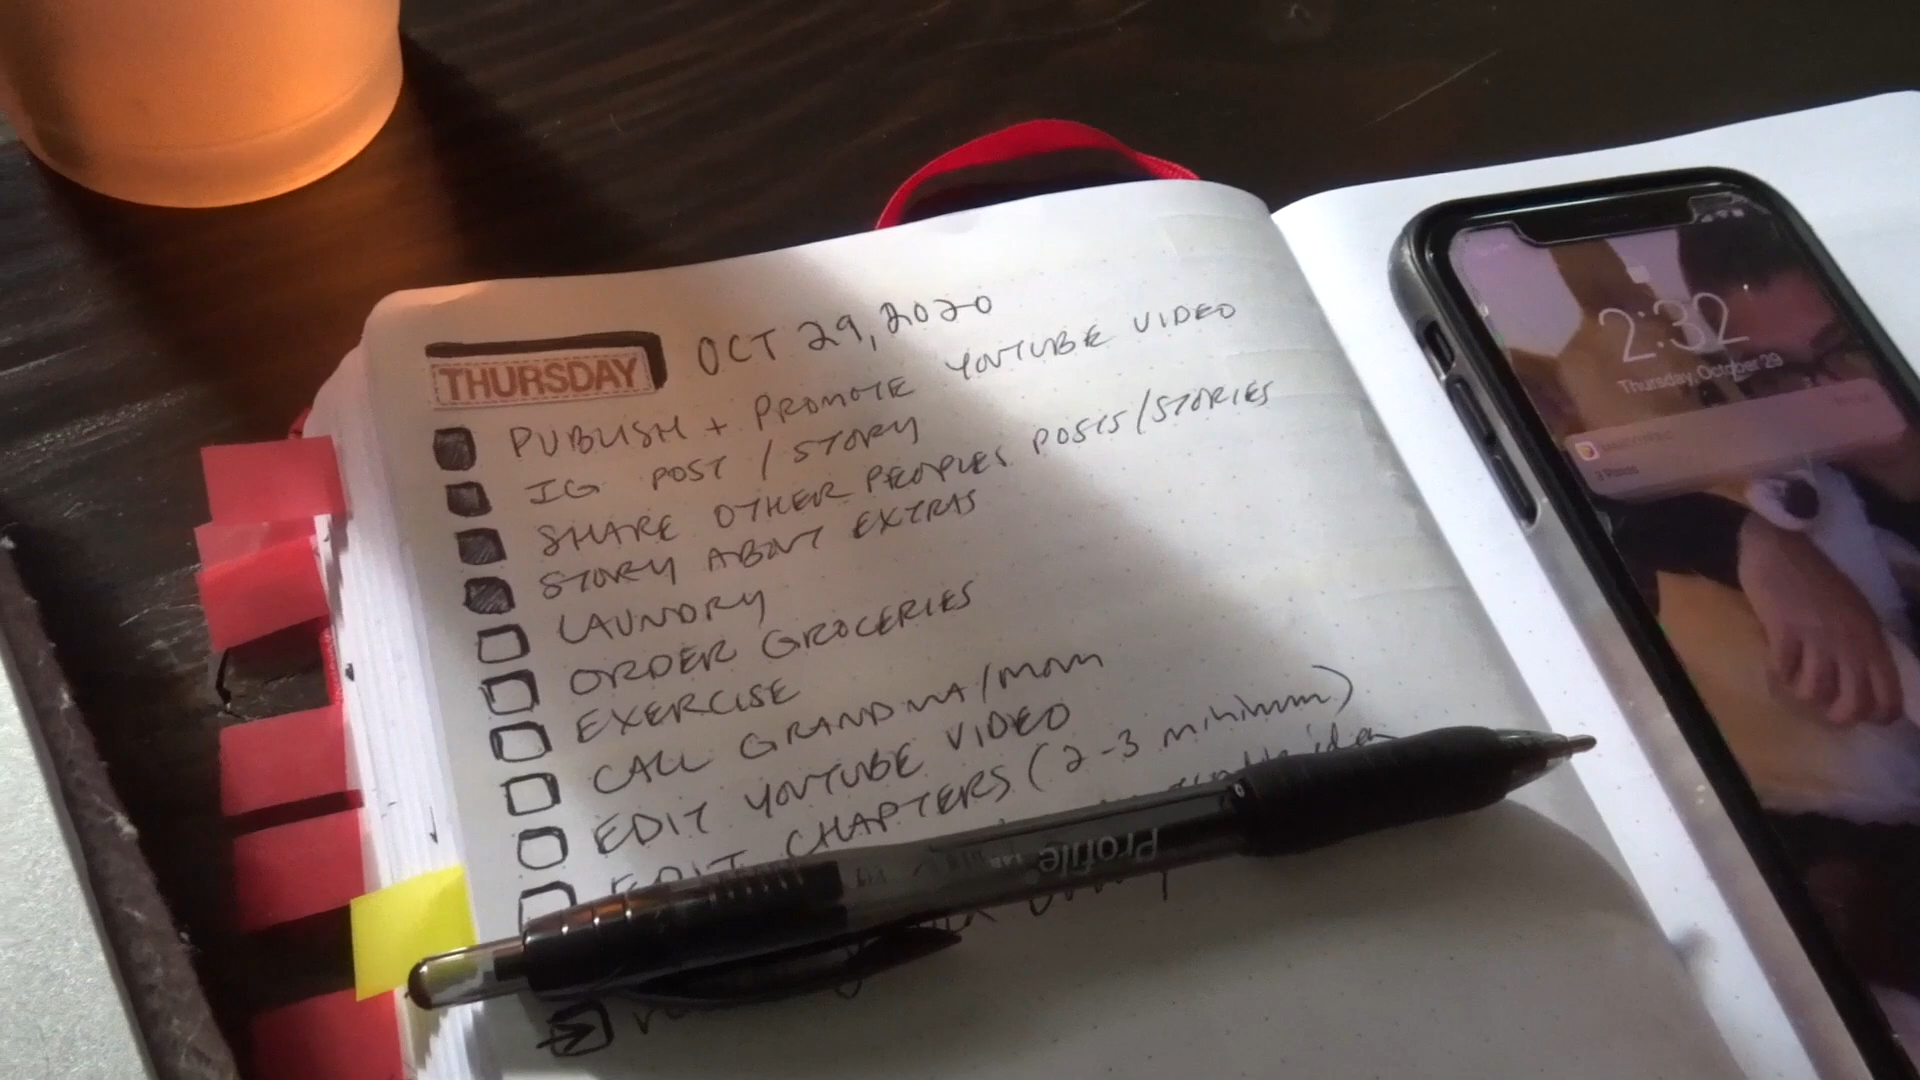 THURSDAY OCT 29, 2020
PUBLISH + PROMOTE YOUTUBE VIDEO
IG POST / STORY
SHARE OTHER PEOPLES POSTS/STORIES
STORY ABOUT EXTRAS
LAUNDRY
ORDER GROCERIES
EXERCISE
CALL GRANDMA/MOM
EDIT YOUTUBE VIDEO
EDIT CHAPTERS (2-3 minimum)
Profile
2:32
Thursday, October 29